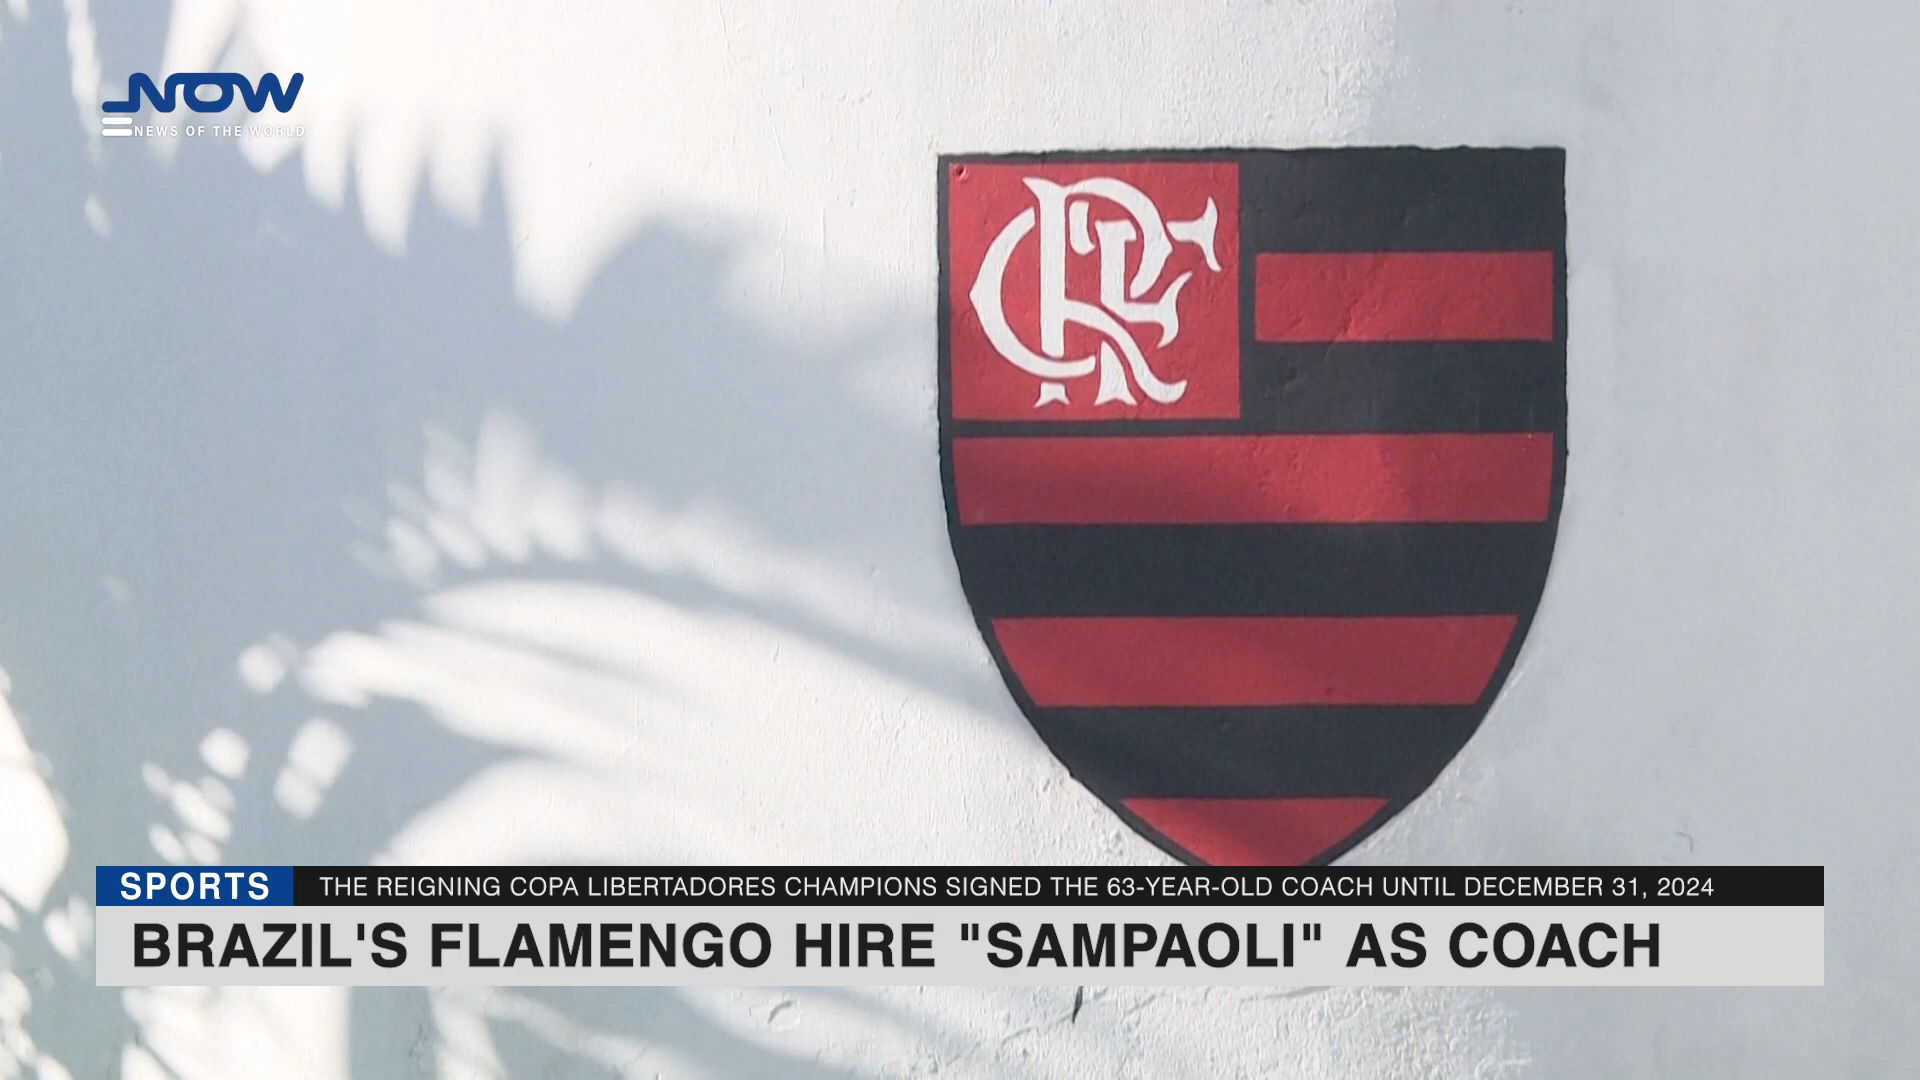 NOW
NEWS OF THE WORLD
CRF
SPORTS
THE REIGNING COPA LIBERTADORES CHAMPIONS SIGNED THE 63-YEAR-OLD COACH UNTIL DECEMBER 31, 2024
BRAZIL'S FLAMENGO HIRE "SAMPAOLI" AS COACH